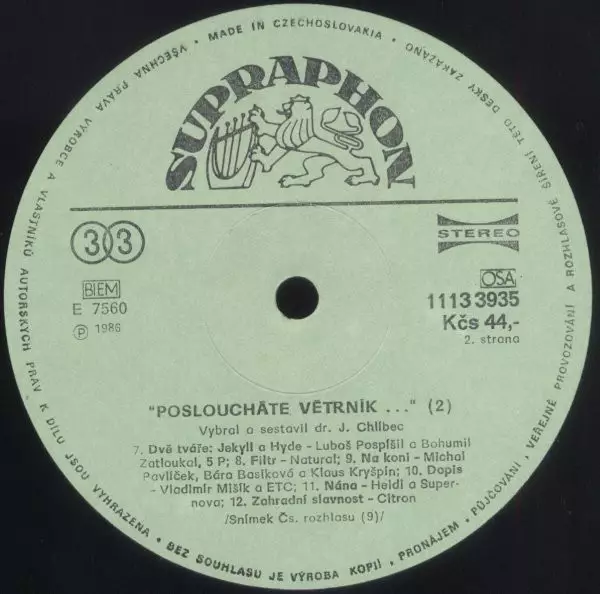 VŠECHNA PRÁVA VÝROBCE A VLASTNÍKŮ AUTORSKÝCH PRÁV K DÍLU JSOU VYHRAZENA • BEZ SOUHLASU JE VÝROBA KOPIÍ, PRONÁJEM, PŮJČOVÁNÍ, VEŘEJNÉ PROVOZOVÁNÍ A ROZHLASOVÉ ŠÍŘENÍ TÉTO DESKY ZAKÁZÁNO • MADE IN CZECHOSLOVAKIA •
SUPRAPHON
33
STEREO
BIEM
OSA
E 7560
1113 3935
℗ 1986
Kčs 44,-
2. strana
"POSLOUCHÁTE VĚTRNÍK ..." (2)
Vybral a sestavil dr. J. Chlíbec
7. Dvě tváře: Jekyll a Hyde - Luboš Pospíšil a Bohumil
Zatloukal, 5 P; 8. Filtr - Natural; 9. Na koni - Michal
Pavlíček, Bára Basiková a Klaus Kryšpín; 10. Dopis
- Vladimír Mišík a ETC; 11. Nána - Heidi a Super-
nova; 12. Zahradní slavnost - Citron
/Snímek Čs. rozhlasu (9)/